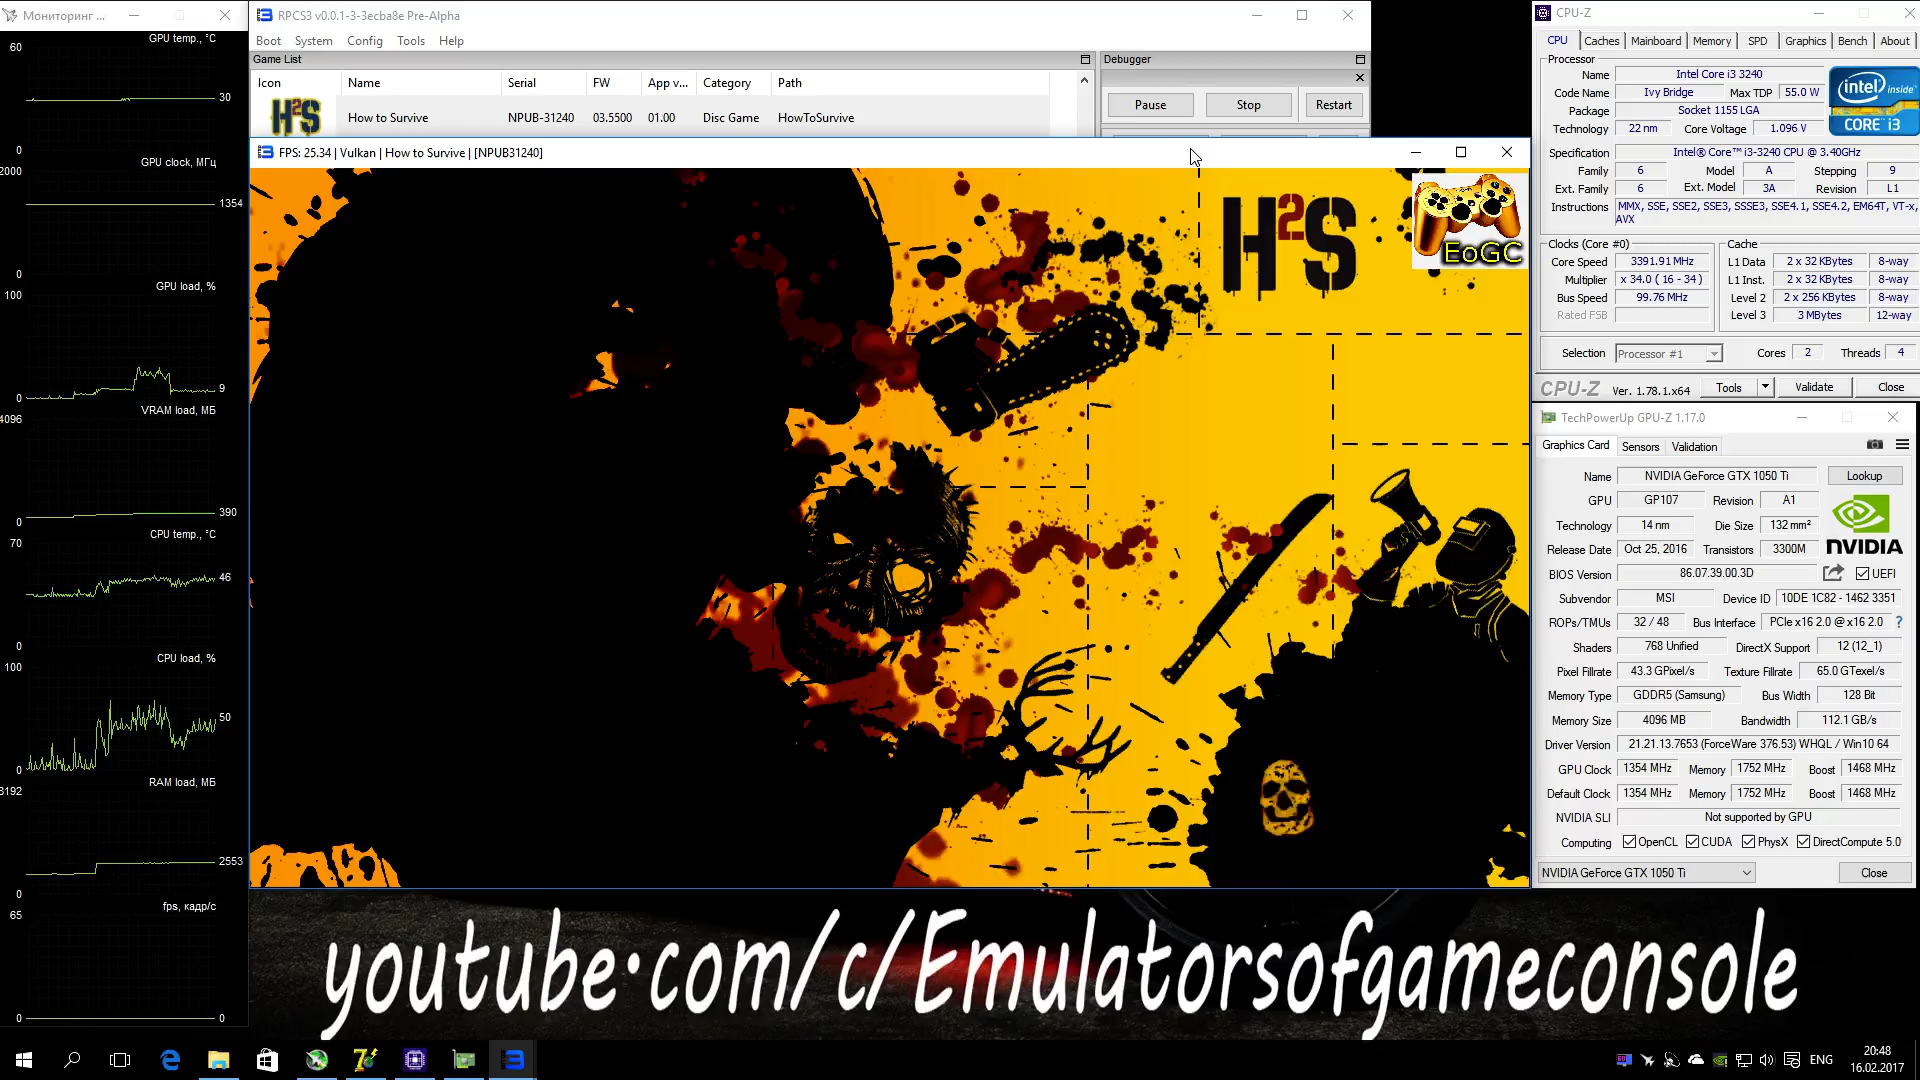 Мониторинг ...
GPU temp., °C
60
30
0
GPU clock, МГц
2000
1354
0
GPU load, %
100
9
0
VRAM load, МБ
4096
390
0
CPU temp., °C
70
46
0
CPU load, %
100
50
0
RAM load, МБ
8192
2553
0
fps, кадр/с
65
0
0
RPCS3 v0.0.1-3-3ecba8e Pre-Alpha
Boot System Config Tools Help
Game List
Icon Name Serial FW App v... Category Path
H2S How to Survive NPUB-31240 03.5500 01.00 Disc Game HowToSurvive
Debugger
Pause Stop Restart
FPS: 25.34 | Vulkan | How to Survive | [NPUB31240]
H2S
EoGC
youtube.com/c/Emulatorsofgameconsole
CPU-Z
CPU Caches Mainboard Memory SPD Graphics Bench About
Processor
Name Intel Core i3 3240
Code Name Ivy Bridge Max TDP 55.0 W
Package Socket 1155 LGA
Technology 22 nm Core Voltage 1.096 V
intel inside™
CORE i3
Specification Intel® Core™ i3-3240 CPU @ 3.40GHz
Family 6 Model A Stepping 9
Ext. Family 6 Ext. Model 3A Revision L1
Instructions MMX, SSE, SSE2, SSE3, SSSE3, SSE4.1, SSE4.2, EM64T, VT-x,
AVX
Clocks (Core #0)
Core Speed 3391.91 MHz
Multiplier x 34.0 ( 16 - 34 )
Bus Speed 99.76 MHz
Rated FSB
Cache
L1 Data 2 x 32 KBytes 8-way
L1 Inst. 2 x 32 KBytes 8-way
Level 2 2 x 256 KBytes 8-way
Level 3 3 MBytes 12-way
Selection Processor #1 Cores 2 Threads 4
CPU-Z Ver. 1.78.1.x64 Tools Validate Close
TechPowerUp GPU-Z 1.17.0
Graphics Card Sensors Validation
Name NVIDIA GeForce GTX 1050 Ti Lookup
GPU GP107 Revision A1
Technology 14 nm Die Size 132 mm²
Release Date Oct 25, 2016 Transistors 3300M
NVIDIA
BIOS Version 86.07.39.00.3D UEFI
Subvendor MSI Device ID 10DE 1C82 - 1462 3351
ROPs/TMUs 32 / 48 Bus Interface PCIe x16 2.0 @ x16 2.0 ?
Shaders 768 Unified DirectX Support 12 (12_1)
Pixel Fillrate 43.3 GPixel/s Texture Fillrate 65.0 GTexel/s
Memory Type GDDR5 (Samsung) Bus Width 128 Bit
Memory Size 4096 MB Bandwidth 112.1 GB/s
Driver Version 21.21.13.7653 (ForceWare 376.53) WHQL / Win10 64
GPU Clock 1354 MHz Memory 1752 MHz Boost 1468 MHz
Default Clock 1354 MHz Memory 1752 MHz Boost 1468 MHz
NVIDIA SLI Not supported by GPU
Computing OpenCL CUDA PhysX DirectCompute 5.0
NVIDIA GeForce GTX 1050 Ti Close
ENG
20:48
16.02.2017